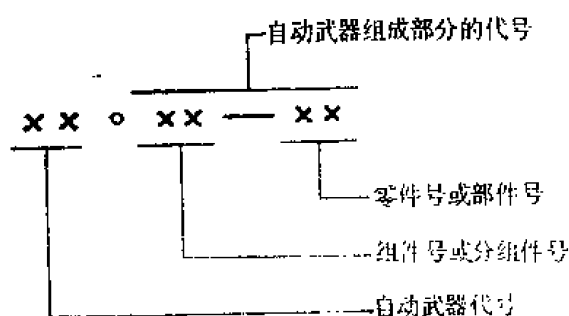 自动武器组成部分的代号
×× ○ ×× — ××
零件号或部件号
组件号或分组件号
自动武器代号